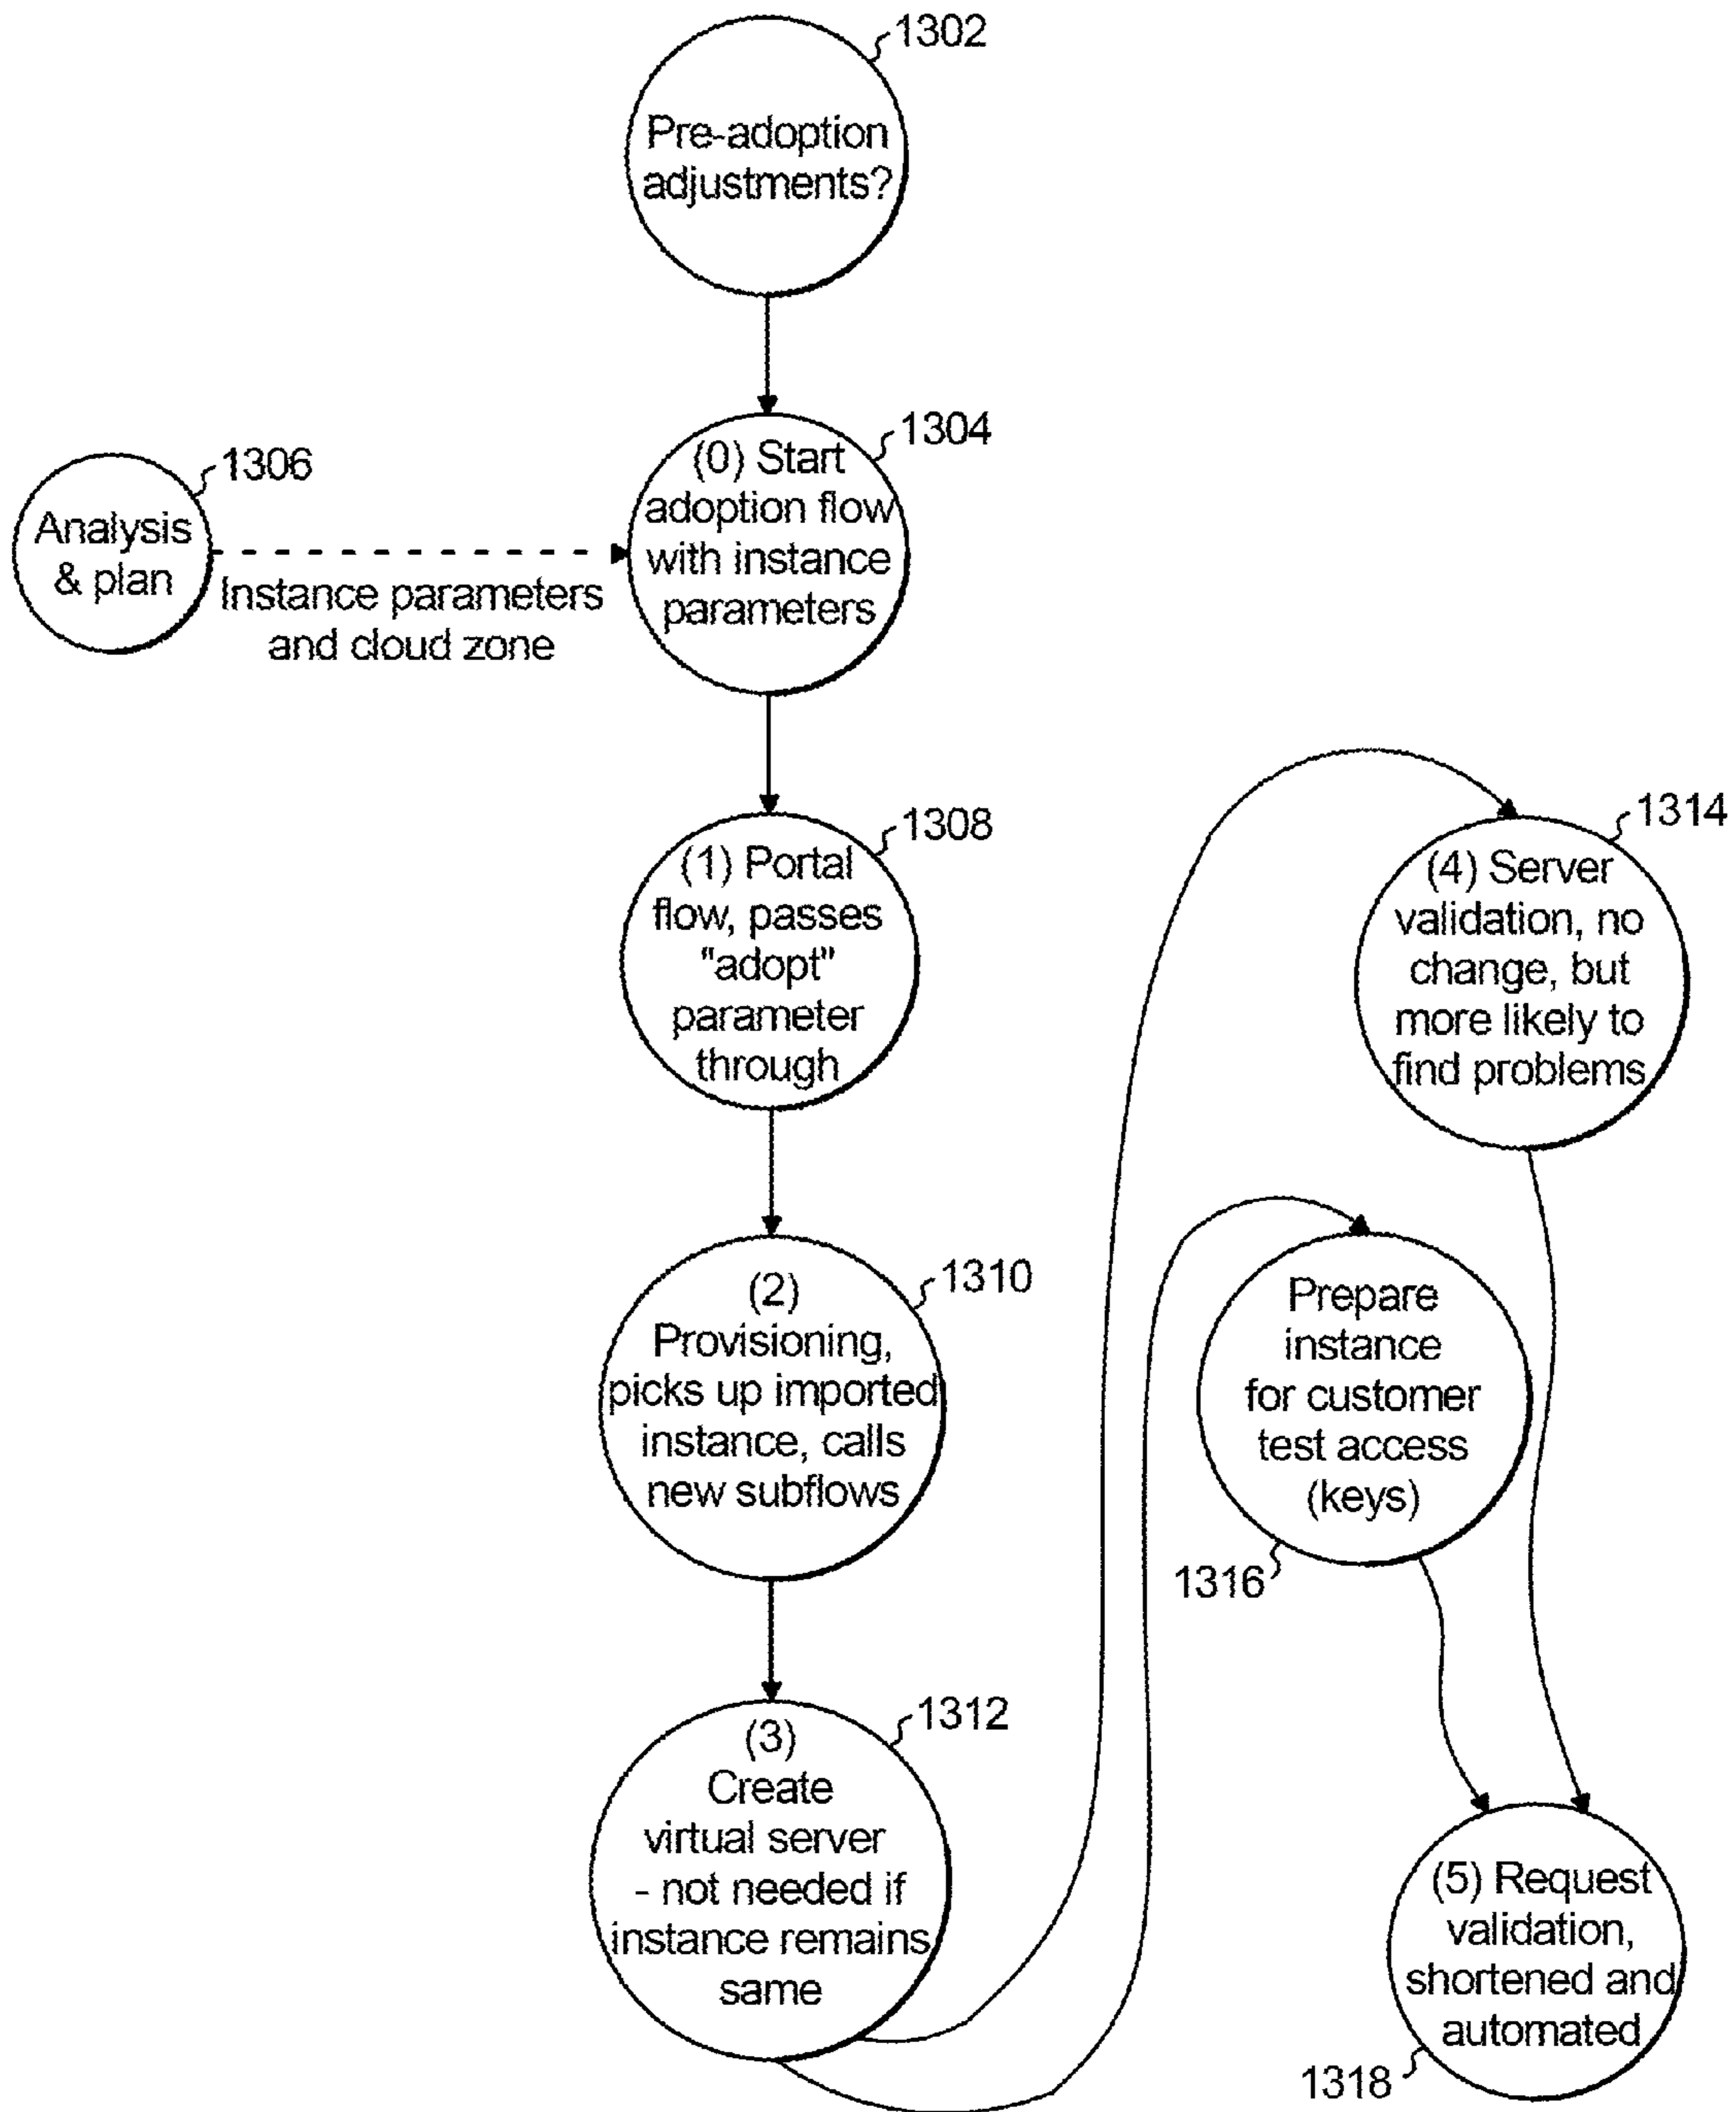 1302
Pre-adoption
adjustments?
1304
(0) Start
adoption flow
with instance
parameters
1306
Analysis
& plan
Instance parameters
and cloud zone
1308
(1) Portal
flow, passes
"adopt"
parameter
through
1310
(2)
Provisioning,
picks up imported
instance, calls
new subflows
1312
(3)
Create
virtual server
- not needed if
instance remains
same
1314
(4) Server
validation, no
change, but
more likely to
find problems
Prepare
instance
for customer
test access
(keys)
1316
(5) Request
validation,
shortened and
automated
1318